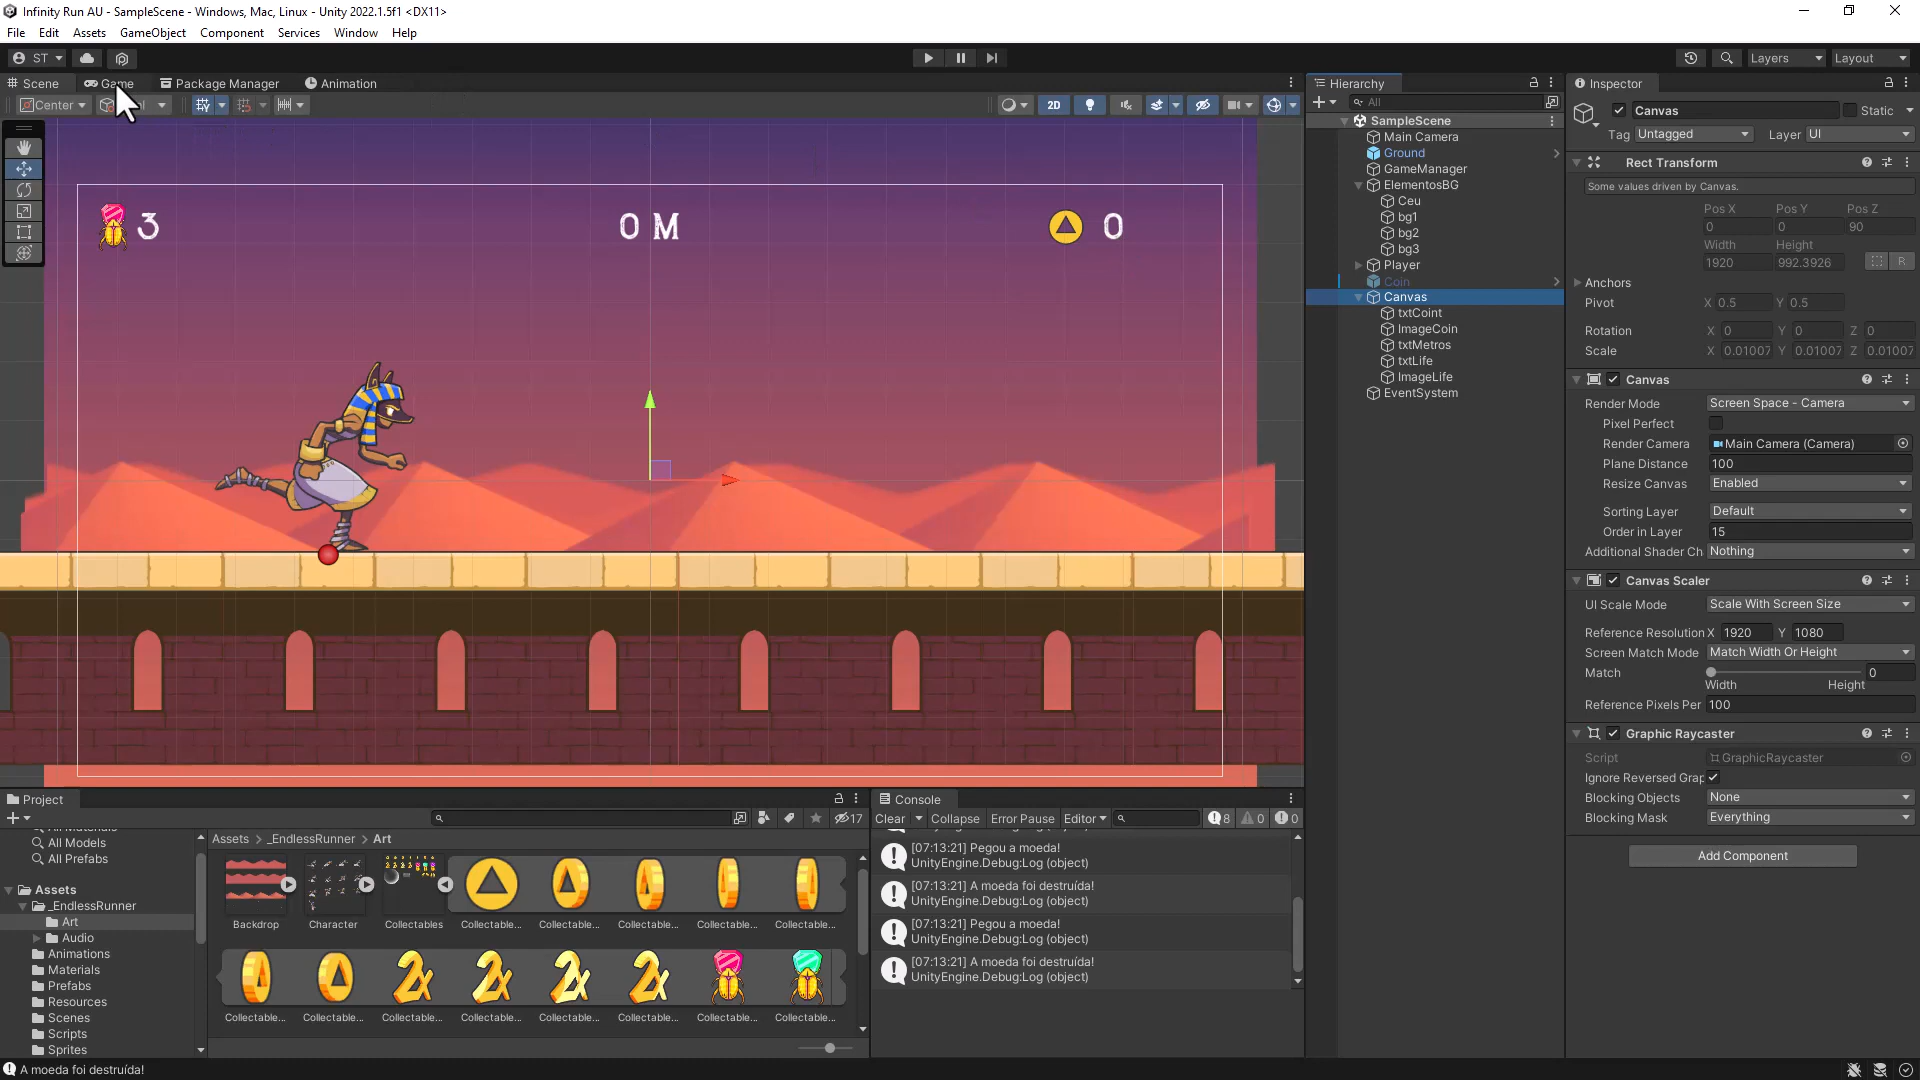 Infinity Run AU - SampleScene - Windows, Mac, Linux - Unity 2022.1.5f1 <DX11>
File Edit Assets GameObject Component Services Window Help
ST Layers Layout
Scene Game Package Manager Animation
Center 2D
3 0 M 0
Hierarchy
All
SampleScene
Main Camera
Ground
GameManager
ElementosBG
Ceu
bg1
bg2
bg3
Player
Coin
Canvas
txtCoint
ImageCoin
txtMetros
txtLife
ImageLife
EventSystem
Inspector
Canvas Static
Tag Untagged Layer UI
Rect Transform
Some values driven by Canvas.
Pos X Pos Y Pos Z
0 0 90
Width Height
1920 992.3926 R
Anchors
Pivot X 0.5 Y 0.5
Rotation X 0 Y 0 Z 0
Scale X 0.01007 Y 0.01007 Z 0.01007
Canvas
Render Mode Screen Space - Camera
Pixel Perfect
Render Camera Main Camera (Camera)
Plane Distance 100
Resize Canvas Enabled
Sorting Layer Default
Order in Layer 15
Additional Shader Ch Nothing
Canvas Scaler
UI Scale Mode Scale With Screen Size
Reference Resolution X 1920 Y 1080
Screen Match Mode Match Width Or Height
Match 0
Width Height
Reference Pixels Per 100
Graphic Raycaster
Script GraphicRaycaster
Ignore Reversed Grap
Blocking Objects None
Blocking Mask Everything
Add Component
Project
17
All Materials
All Models
All Prefabs
Assets
_EndlessRunner
Art
Audio
Animations
Materials
Prefabs
Resources
Scenes
Scripts
Sprites
Assets > _EndlessRunner > Art
Backdrop Character Collectables Collectable... Collectable... Collectable... Collectable... Collectable...
Collectable... Collectable... Collectable... Collectable... Collectable... Collectable... Collectable... Collectable...
Console
Clear Collapse Error Pause Editor 8 0 0
[07:13:21] Pegou a moeda!
UnityEngine.Debug:Log (object)
[07:13:21] A moeda foi destruída!
UnityEngine.Debug:Log (object)
[07:13:21] Pegou a moeda!
UnityEngine.Debug:Log (object)
[07:13:21] A moeda foi destruída!
UnityEngine.Debug:Log (object)
A moeda foi destruída!